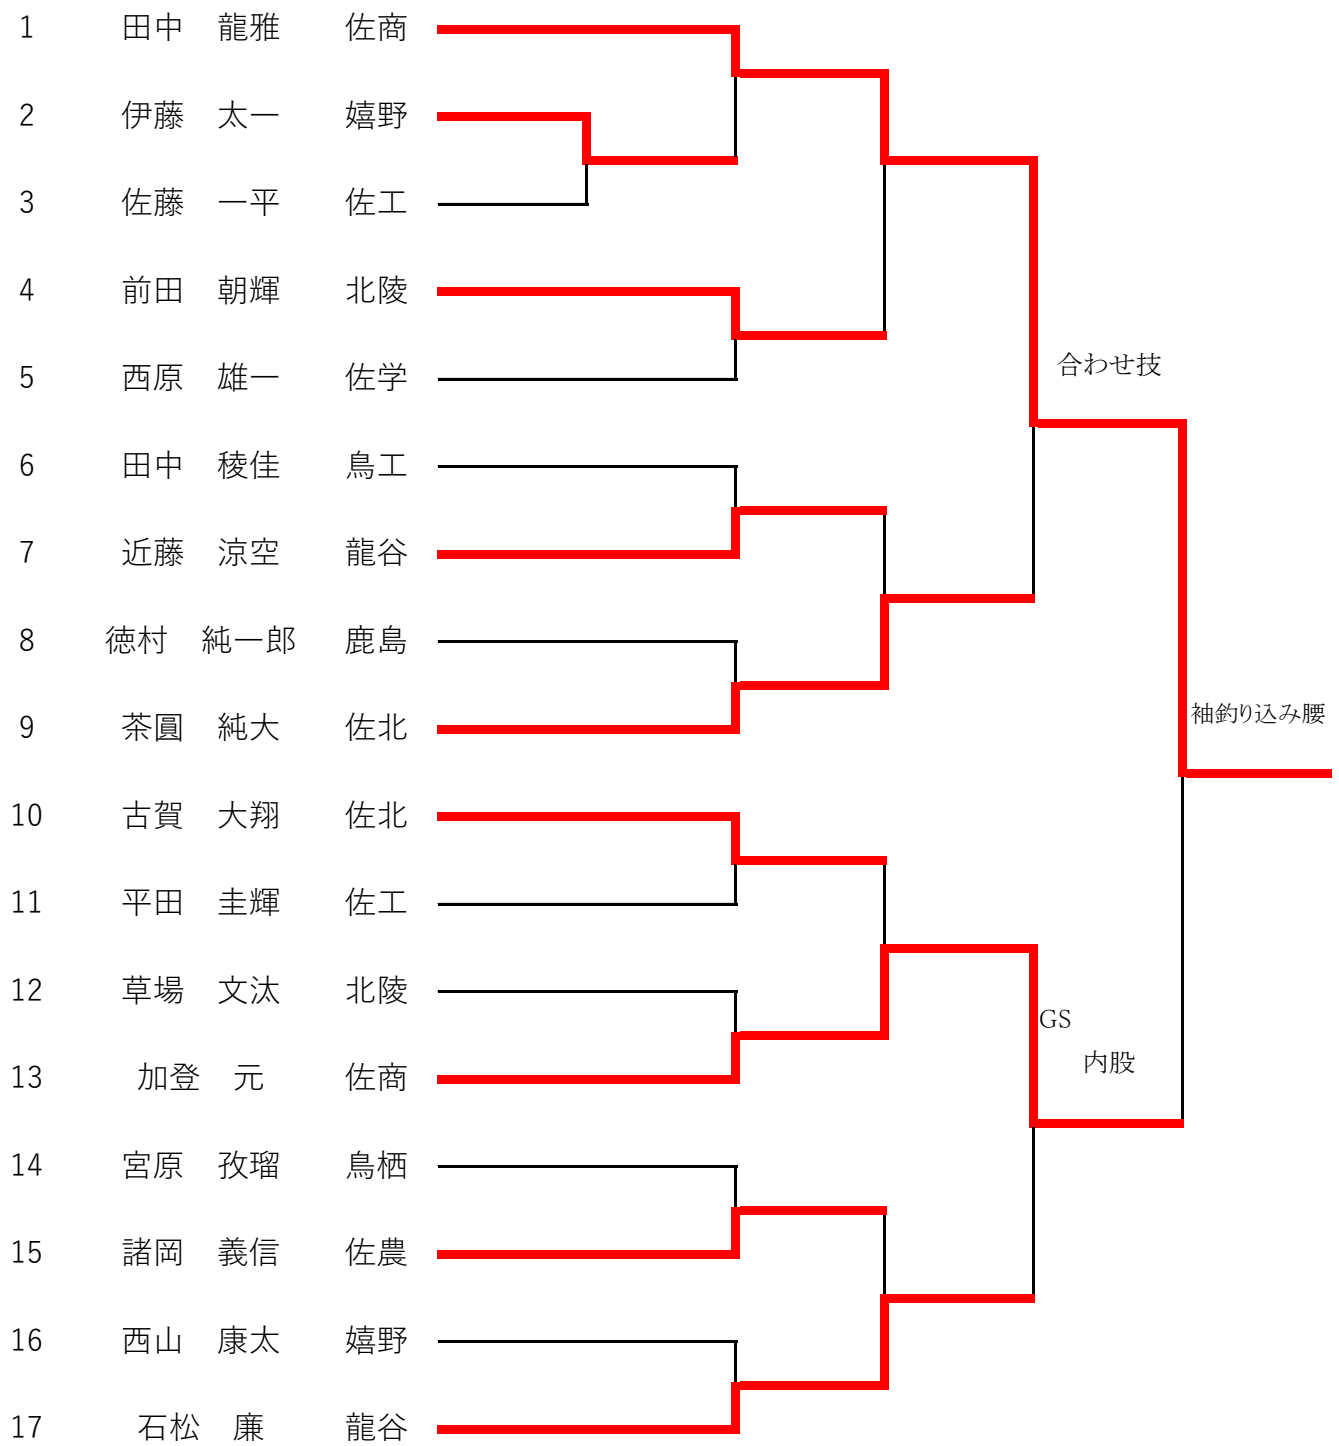 1 田中 龍雅 佐商
2 伊藤 太一 嬉野
3 佐藤 一平 佐工
4 前田 朝輝 北陵
5 西原 雄一 佐学
合わせ技
6 田中 稜佳 鳥工
7 近藤 涼空 龍谷
8 徳村 純一郎 鹿島
9 茶圓 純大 佐北
袖釣り込み腰
10 古賀 大翔 佐北
11 平田 圭輝 佐工
12 草場 文汰 北陵
GS
内股
13 加登 元 佐商
14 宮原 孜瑠 鳥栖
15 諸岡 義信 佐農
16 西山 康太 嬉野
17 石松 廉 龍谷